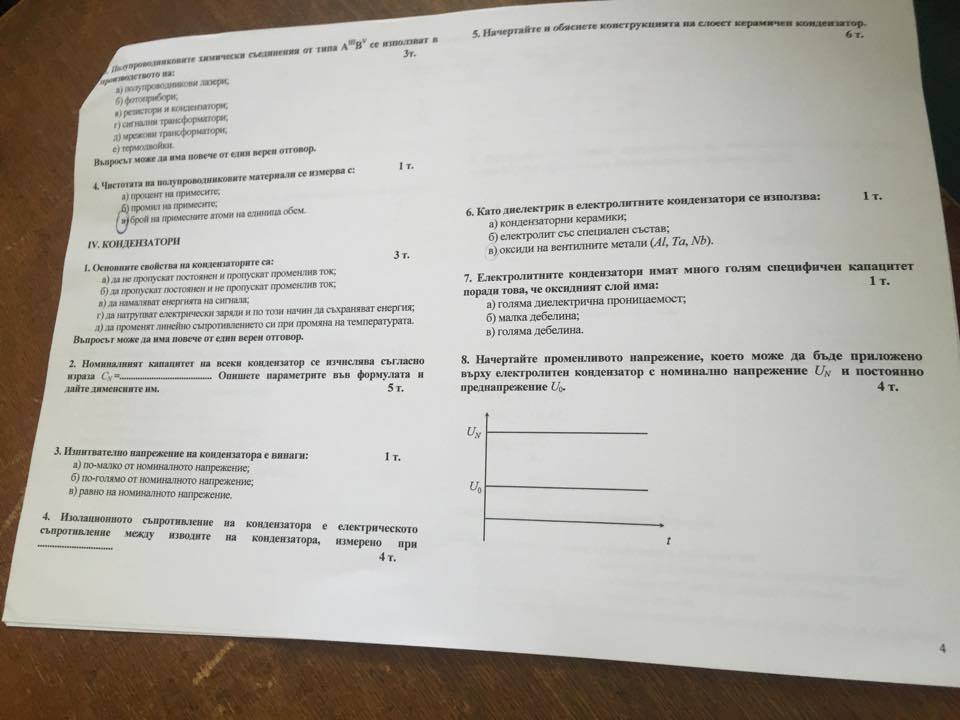 Полупроводниковите химически съединения от типа AᴵᴵᴵBⱽ се използват в
производството на: 3т.
а) полупроводникови лазери;
б) фотоприбори;
в) резистори и кондензатори;
г) сигнални трансформатори;
д) мрежови трансформатори;
е) термодвойки.
Въпросът може да има повече от един верен отговор.
4. Чистотата на полупроводниковите материали се измерва с: 1 т.
а) процент на примесите;
б) промил на примесите;
в) брой на примесните атоми на единица обем.
IV. КОНДЕНЗАТОРИ
1. Основните свойства на кондензаторите са: 3 т.
а) да не пропускат постоянен и пропускат променлив ток;
б) да пропускат постоянен и не пропускат променлив ток;
в) да намаляват енергията на сигнала;
г) да натрупват електрически заряди и по този начин да съхраняват енергия;
д) да променят линейно съпротивлението си при промяна на температурата.
Въпросът може да има повече от един верен отговор.
2. Номиналният капацитет на всеки кондензатор се изчислява съгласно
израза C_N =.................................... Опишете параметрите във формулата и
дайте дименсиите им. 5 т.
3. Изпитвателно напрежение на кондензатора е винаги: 1 т.
а) по-малко от номиналното напрежение;
б) по-голямо от номиналното напрежение;
в) равно на номиналното напрежение.
4. Изолационното съпротивление на кондензатора е електрическото
съпротивление между изводите на кондензатора, измерено при
.............................. 4 т.
5. Начертайте и обяснете конструкцията на слоест керамичен кондензатор.
6 т.
6. Като диелектрик в електролитните кондензатори се използва: 1 т.
а) кондензаторни керамики;
б) електролит със специален състав;
в) оксиди на вентилните метали (Al, Ta, Nb).
7. Електролитните кондензатори имат много голям специфичен капацитет
поради това, че оксидният слой има: 1 т.
а) голяма диелектрична проницаемост;
б) малка дебелина;
в) голяма дебелина.
8. Начертайте променливото напрежение, което може да бъде приложено
върху електролитен кондензатор с номинално напрежение U_N и постоянно
преднапрежение U₀. 4 т.
U_N
U₀
t
4